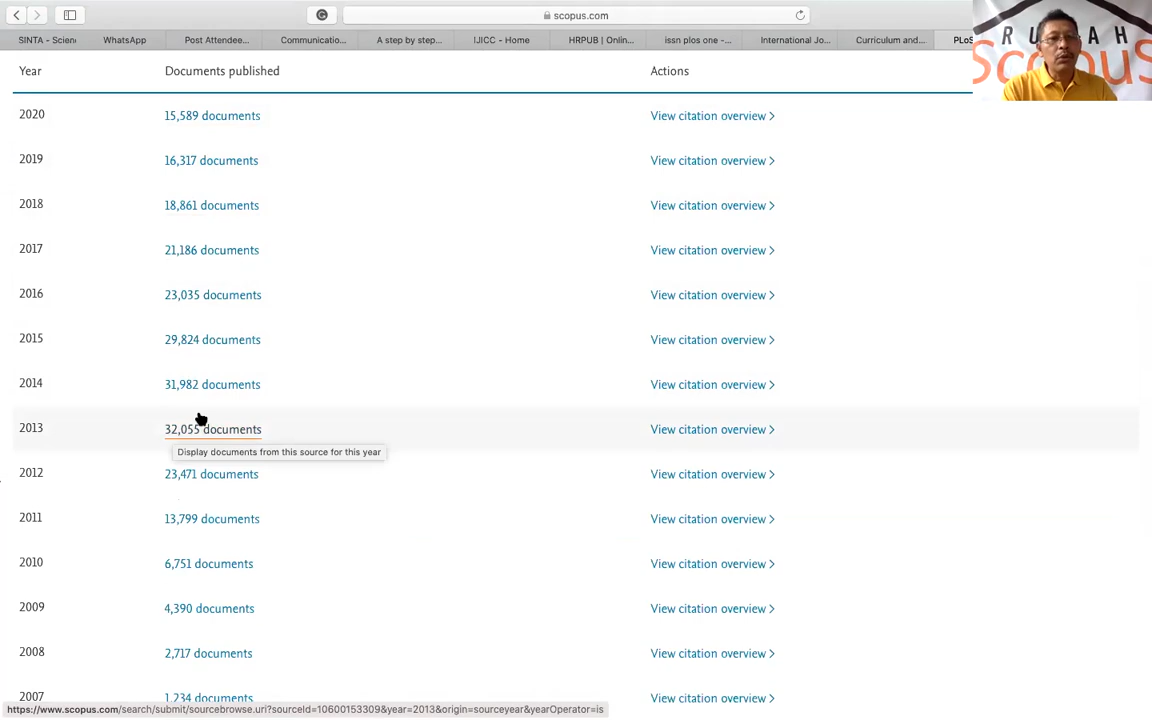 scopus.com
SINTA - Scienc
WhatsApp
Post Attendee...
Communicatio...
A step by step...
IJICC - Home
HRPUB | Onlin...
issn plos one -...
International Jo...
Curriculum and...
PLoS
RU AH
Scopus
Year Documents published Actions
2020 15,589 documents View citation overview >
2019 16,317 documents View citation overview >
2018 18,861 documents View citation overview >
2017 21,186 documents View citation overview >
2016 23,035 documents View citation overview >
2015 29,824 documents View citation overview >
2014 31,982 documents View citation overview >
2013 32,055 documents View citation overview >
Display documents from this source for this year
2012 23,471 documents View citation overview >
2011 13,799 documents View citation overview >
2010 6,751 documents View citation overview >
2009 4,390 documents View citation overview >
2008 2,717 documents View citation overview >
2007 1,234 documents View citation overview >
https://www.scopus.com/search/submit/sourcebrowse.uri?sourceId=10600153309&year=2013&origin=sourceyear&yearOperator=is